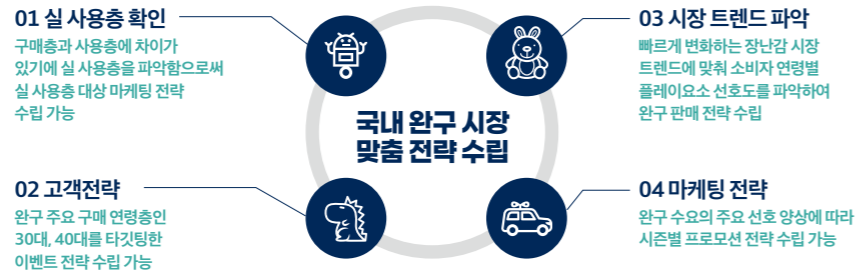 01 실 사용층 확인
구매층과 사용층에 차이가
있기에 실 사용층을 파악함으로써
실 사용층 대상 마케팅 전략
수립 가능
02 고객전략
완구 주요 구매 연령층인
30대, 40대를 타깃팅한
이벤트 전략 수립 가능
국내 완구 시장
맞춤 전략 수립
03 시장 트렌드 파악
빠르게 변화하는 장난감 시장
트렌드에 맞춰 소비자 연령별
플레이요소 선호도를 파악하여
완구 판매 전략 수립
04 마케팅 전략
완구 수요의 주요 선호 양상에 따라
시즌별 프로모션 전략 수립 가능